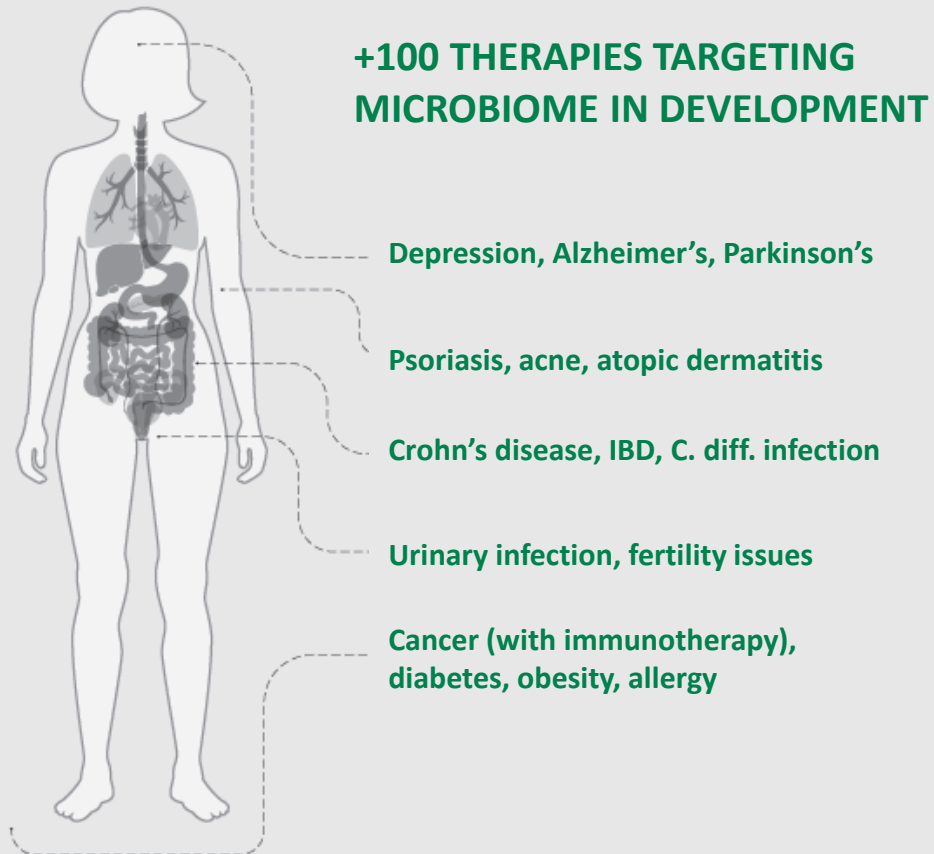 +100 THERAPIES TARGETING
MICROBIOME IN DEVELOPMENT
Depression, Alzheimer’s, Parkinson’s
Psoriasis, acne, atopic dermatitis
Crohn’s disease, IBD, C. diff. infection
Urinary infection, fertility issues
Cancer (with immunotherapy),
diabetes, obesity, allergy